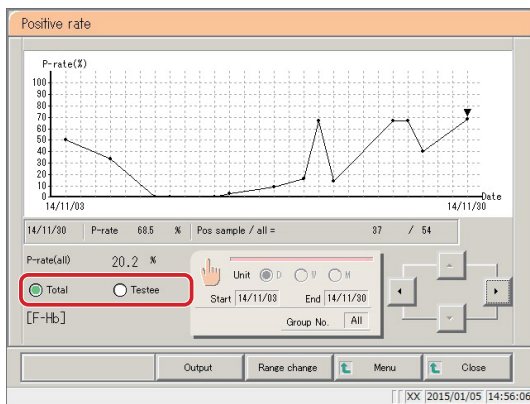 Positive rate
P-rate(%)
100
90
80
70
60
50
40
30
20
10
0
14/11/03
14/11/30
Date
14/11/30 P-rate 68.5 % Pos sample / all = 37 / 54
P-rate(all) 20.2 %
Total Testee
[F-Hb]
Unit D W M
Start 14/11/03 End 14/11/30
Group No. All
Output Range change Menu Close
XX 2015/01/05 14:56:08